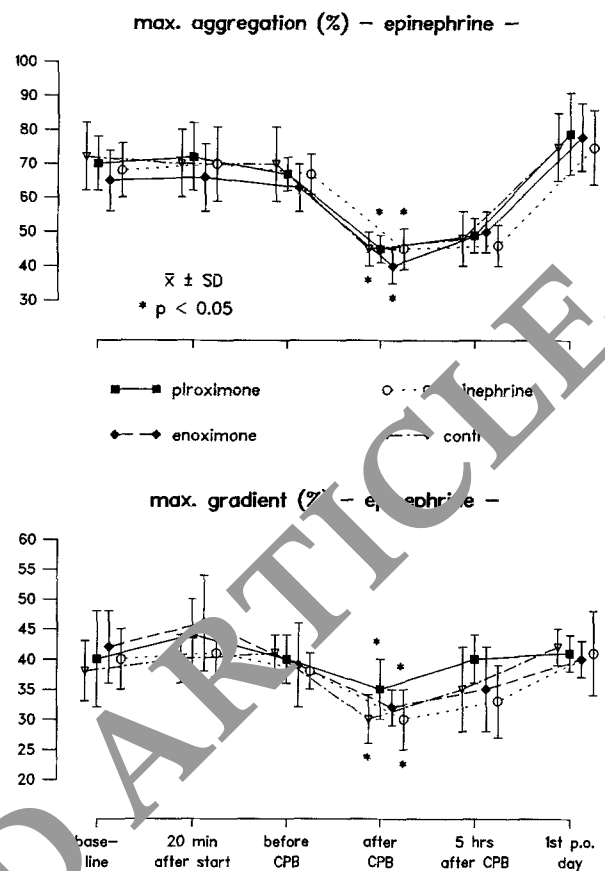 max. aggregation (%) – epinephrine –
100
90
80
70
60
50
40
30
x̄ ± SD
* p < 0.05
piroximone
enoximone
max. gradient (%) – epinephrine –
60
55
50
45
40
35
30
25
20
base-line
20 min after start
before CPB
after CPB
5 hrs after CPB
1st p.o. day
D ARTICLE